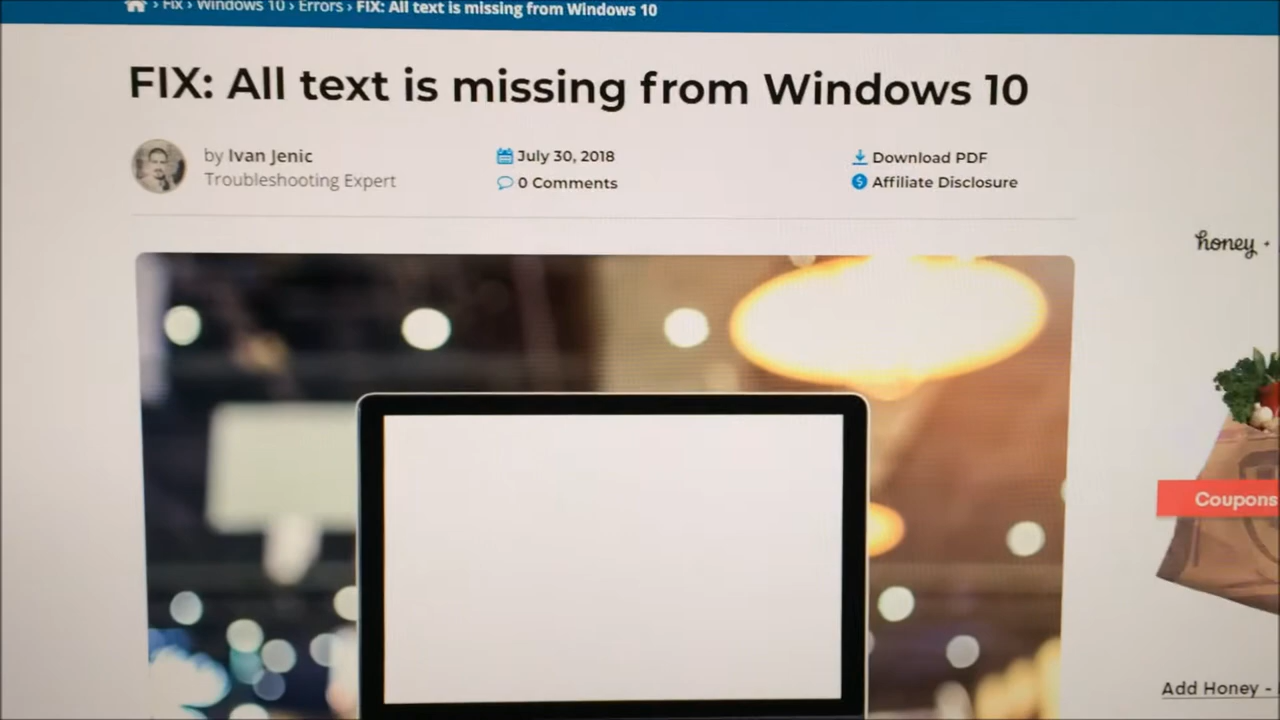 › Fix › Windows 10 › Errors › FIX: All text is missing from Windows 10
FIX: All text is missing from Windows 10
by Ivan Jenic
Troubleshooting Expert
July 30, 2018
0 Comments
Download PDF
Affiliate Disclosure
honey
Coupons
Add Honey -